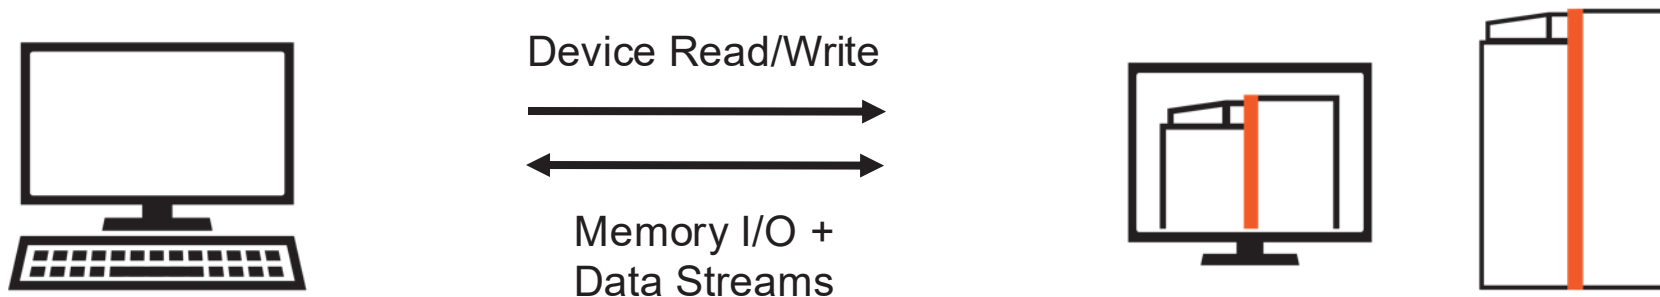 Device Read/Write
Memory I/O +
Data Streams